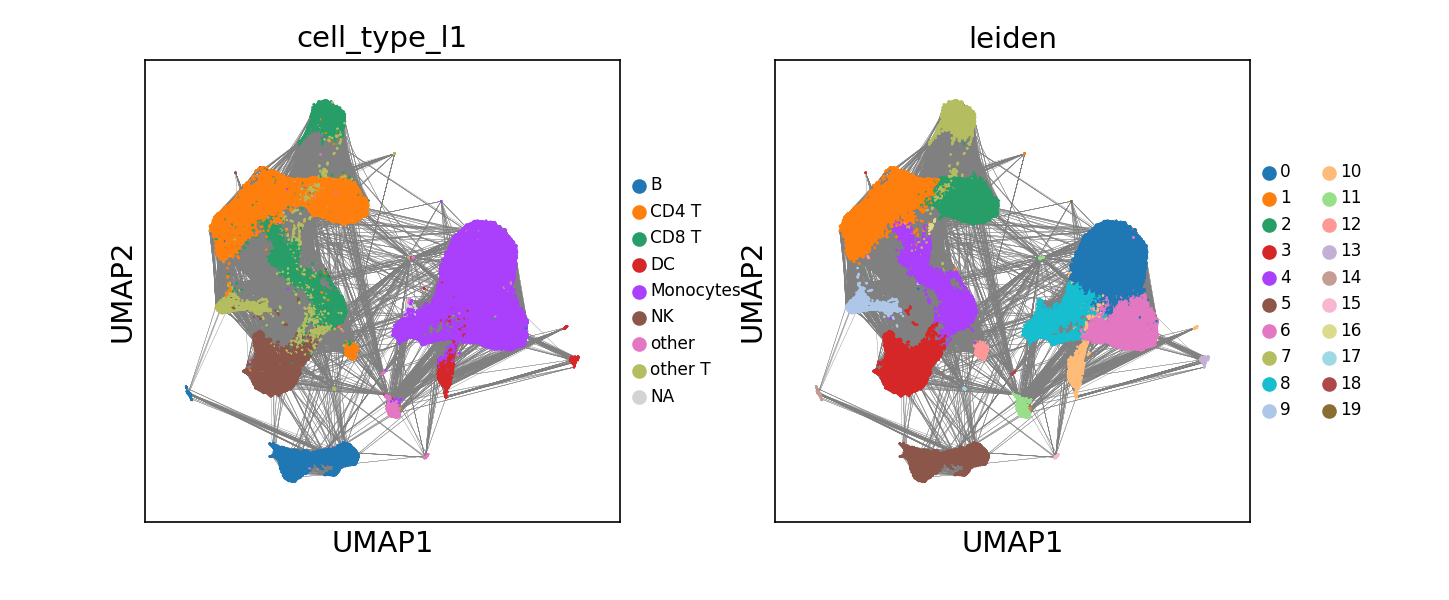 cell_type_l1
UMAP2
UMAP1
B
CD4 T
CD8 T
DC
Monocytes
NK
other
other T
NA
leiden
UMAP2
UMAP1
0
1
2
3
4
5
6
7
8
9
10
11
12
13
14
15
16
17
18
19